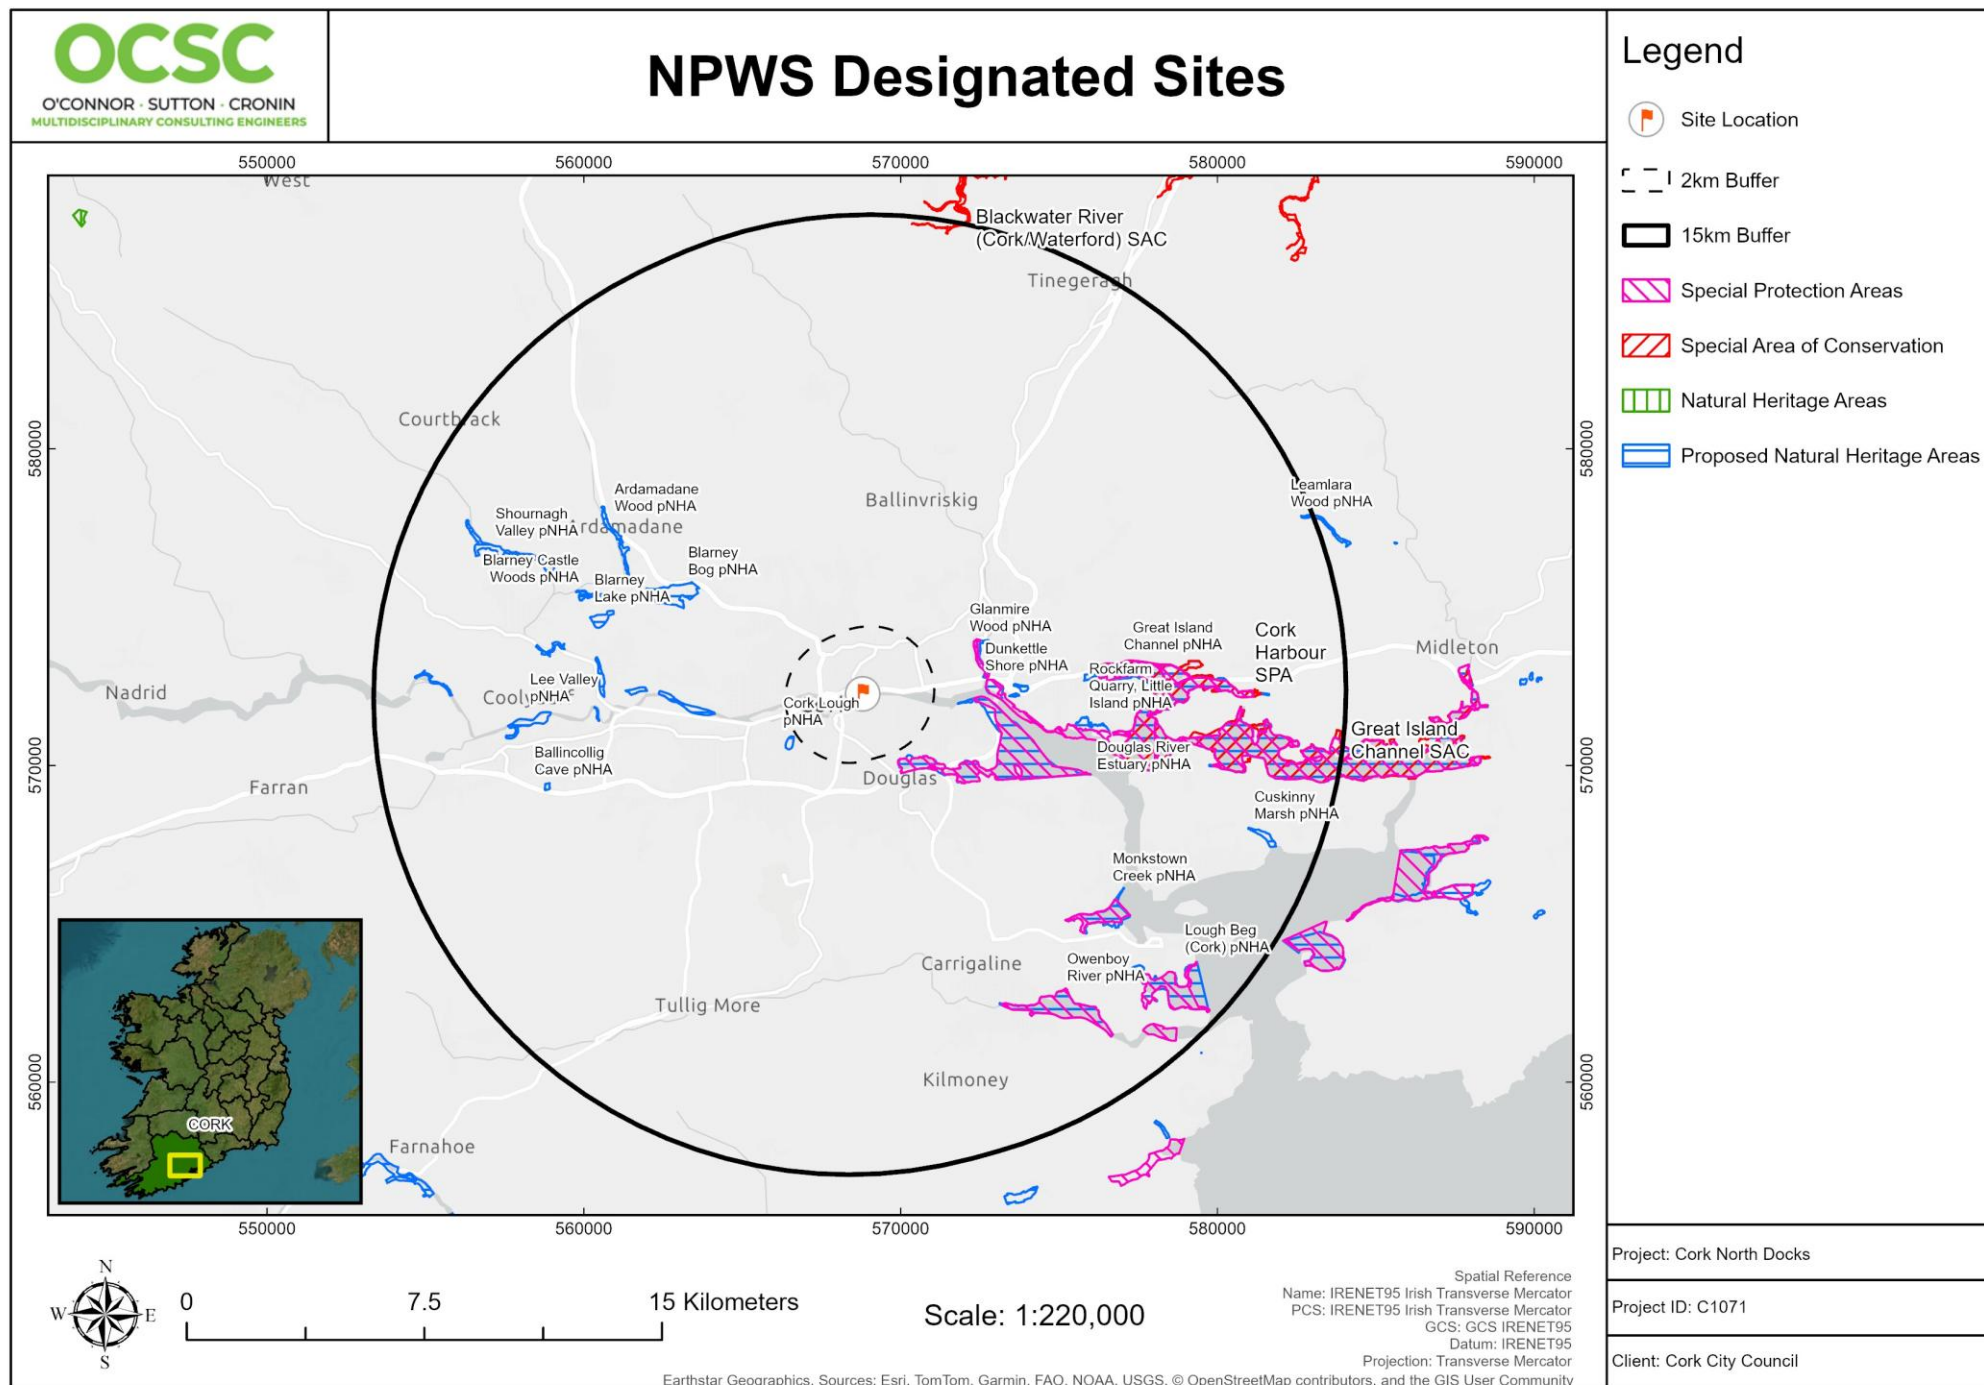 OCSC
O'CONNOR · SUTTON · CRONIN
MULTIDISCIPLINARY CONSULTING ENGINEERS
NPWS Designated Sites
Legend
Site Location
2km Buffer
15km Buffer
Special Protection Areas
Special Area of Conservation
Natural Heritage Areas
Proposed Natural Heritage Areas
550000
560000
570000
580000
590000
West
Blackwater River
(Cork/Waterford) SAC
Tinegeragh
Courtbrack
580000
580000
Ardamadane
Wood pNHA
Shournagh
Valley pNHA
Ardamadane
Ballinvriskig
Leamlara
Wood pNHA
Blarney Castle
Woods pNHA
Blarney
Lake pNHA
Blarney
Bog pNHA
Glanmire
Wood pNHA
Dunkettle
Shore pNHA
Great Island
Channel pNHA
Cork
Harbour
SPA
Midleton
Rockfarm
Quarry, Little
Island pNHA
Nadrid
Lee Valley
pNHA
Cork Lough
pNHA
Great Island
Channel SAC
Ballincollig
Cave pNHA
Douglas River
Estuary pNHA
570000
570000
Farran
Douglas
Cuskinny
Marsh pNHA
Monkstown
Creek pNHA
Lough Beg
(Cork) pNHA
Carrigaline
Owenboy
River pNHA
Tullig More
Kilmoney
560000
560000
CORK
Farnahoe
550000
560000
570000
580000
590000
N
W
E
S
0
7.5
15 Kilometers
Scale: 1:220,000
Spatial Reference
Name: IRENET95 Irish Transverse Mercator
PCS: IRENET95 Irish Transverse Mercator
GCS: GCS IRENET95
Datum: IRENET95
Projection: Transverse Mercator
Earthstar Geographics, Sources: Esri, TomTom, Garmin, FAO, NOAA, USGS, © OpenStreetMap contributors, and the GIS User Community
Project: Cork North Docks
Project ID: C1071
Client: Cork City Council